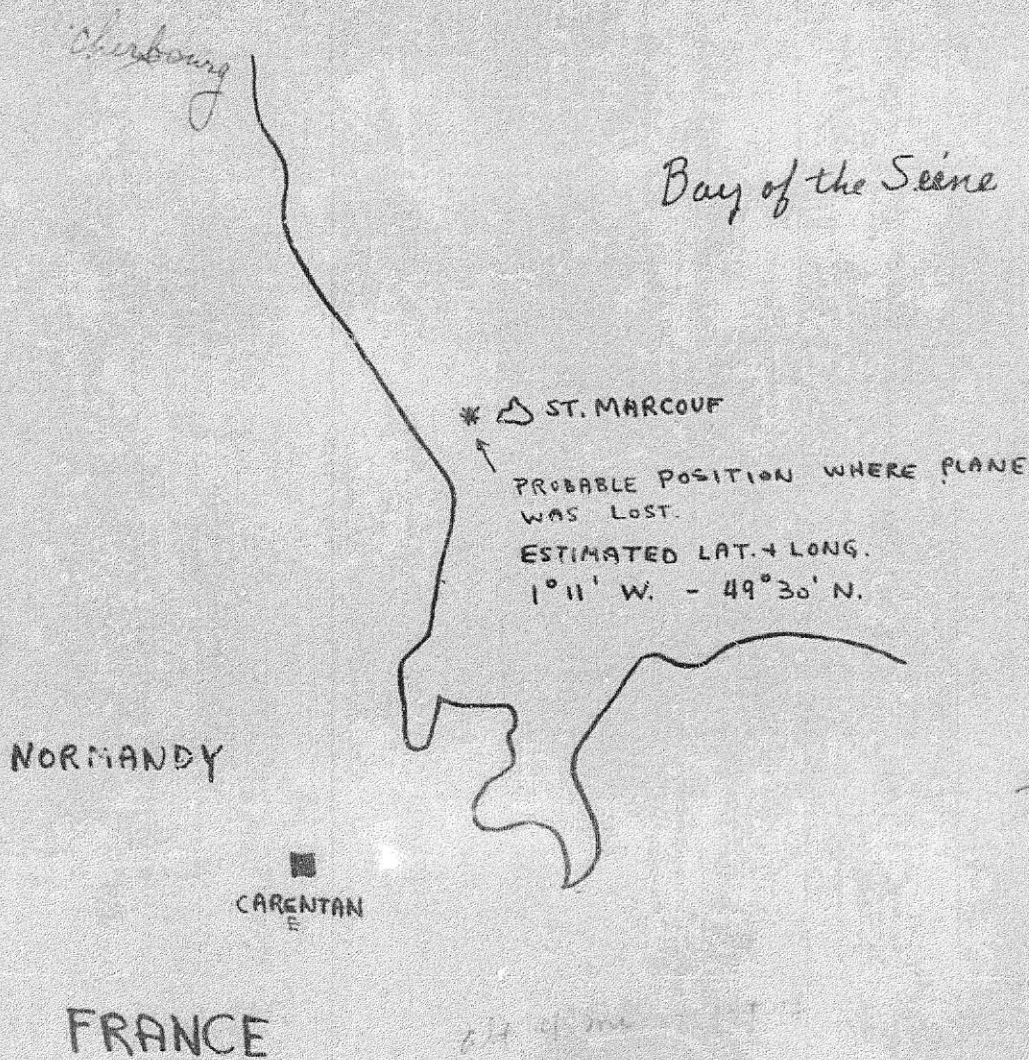 Cherbourg
Bay of the Seine
ST. MARCOUF
PROBABLE POSITION WHERE PLANE
WAS LOST.
ESTIMATED LAT. + LONG.
1°11' W. - 49°30' N.
NORMANDY
CARENTAN
E
FRANCE